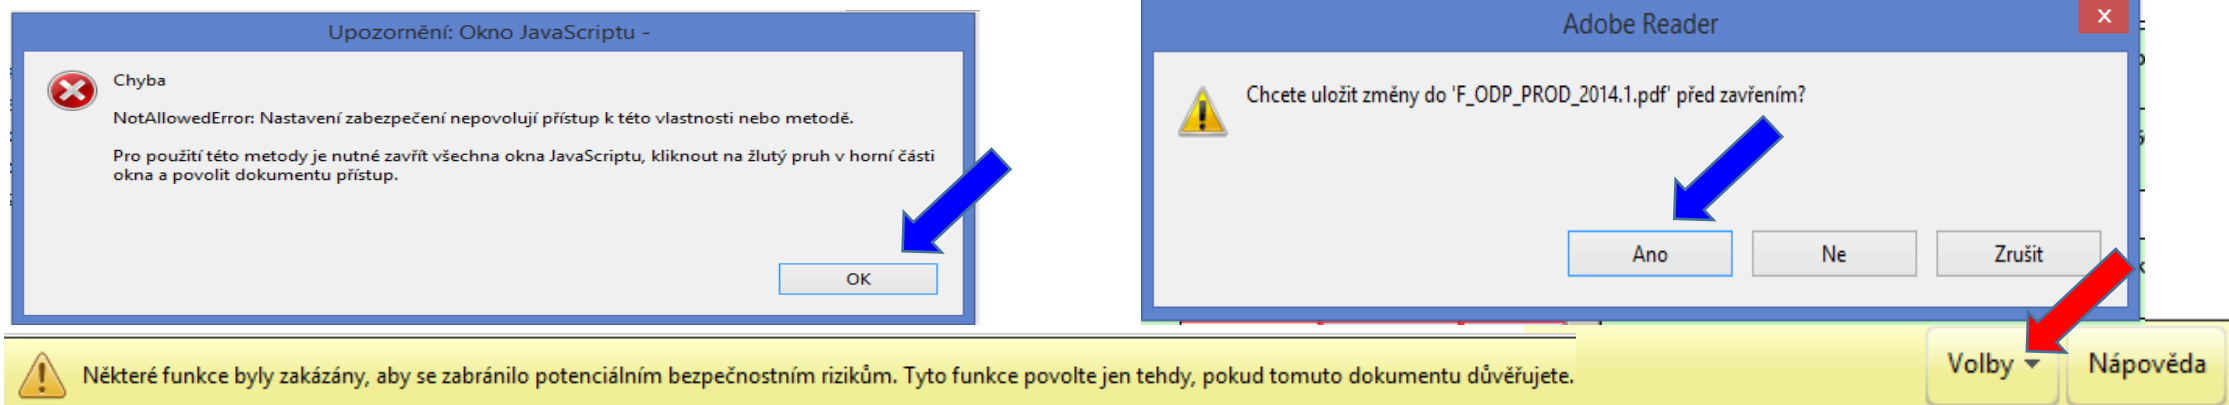 Upozornění: Okno JavaScriptu -
Chyba
NotAllowedError: Nastavení zabezpečení nepovolují přístup k této vlastnosti nebo metodě.
Pro použití této metody je nutné zavřít všechna okna JavaScriptu, kliknout na žlutý pruh v horní části
okna a povolit dokumentu přístup.
OK
Adobe Reader
x
Chcete uložit změny do 'F_ODP_PROD_2014.1.pdf' před zavřením?
Ano
Ne
Zrušit
Některé funkce byly zakázány, aby se zabránilo potenciálním bezpečnostním rizikům. Tyto funkce povolte jen tehdy, pokud tomuto dokumentu důvěřujete.
Volby
Nápověda